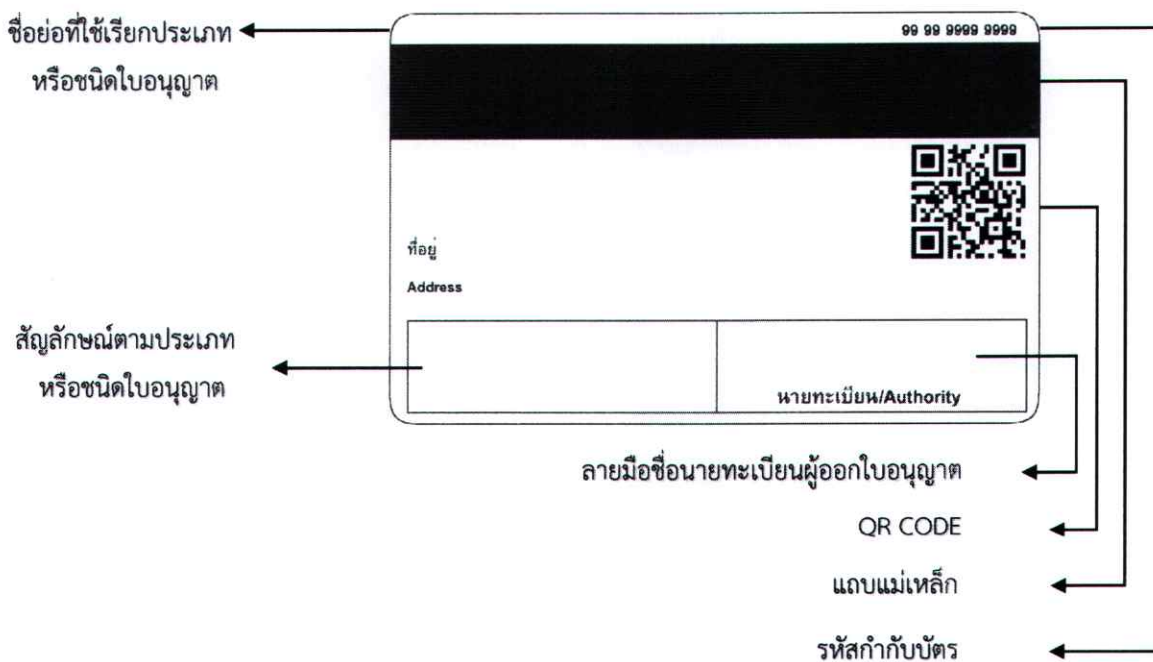 ชื่อย่อที่ใช้เรียกประเภท
หรือชนิดใบอนุญาต
99 99 9999 9999
ที่อยู่
Address
สัญลักษณ์ตามประเภท
หรือชนิดใบอนุญาต
นายทะเบียน/Authority
ลายมือชื่อนายทะเบียนผู้ออกใบอนุญาต
QR CODE
แถบแม่เหล็ก
รหัสกำกับบัตร